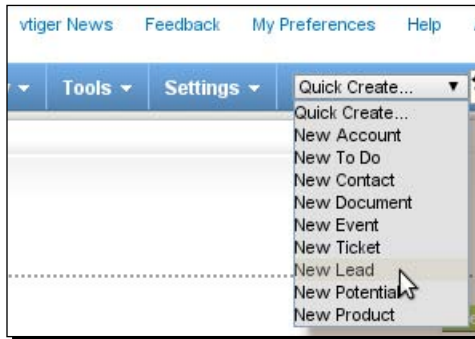 vtiger News Feedback My Preferences Help
Tools Settings Quick Create...
Quick Create...
New Account
New To Do
New Contact
New Document
New Event
New Ticket
New Lead
New Potential
New Product